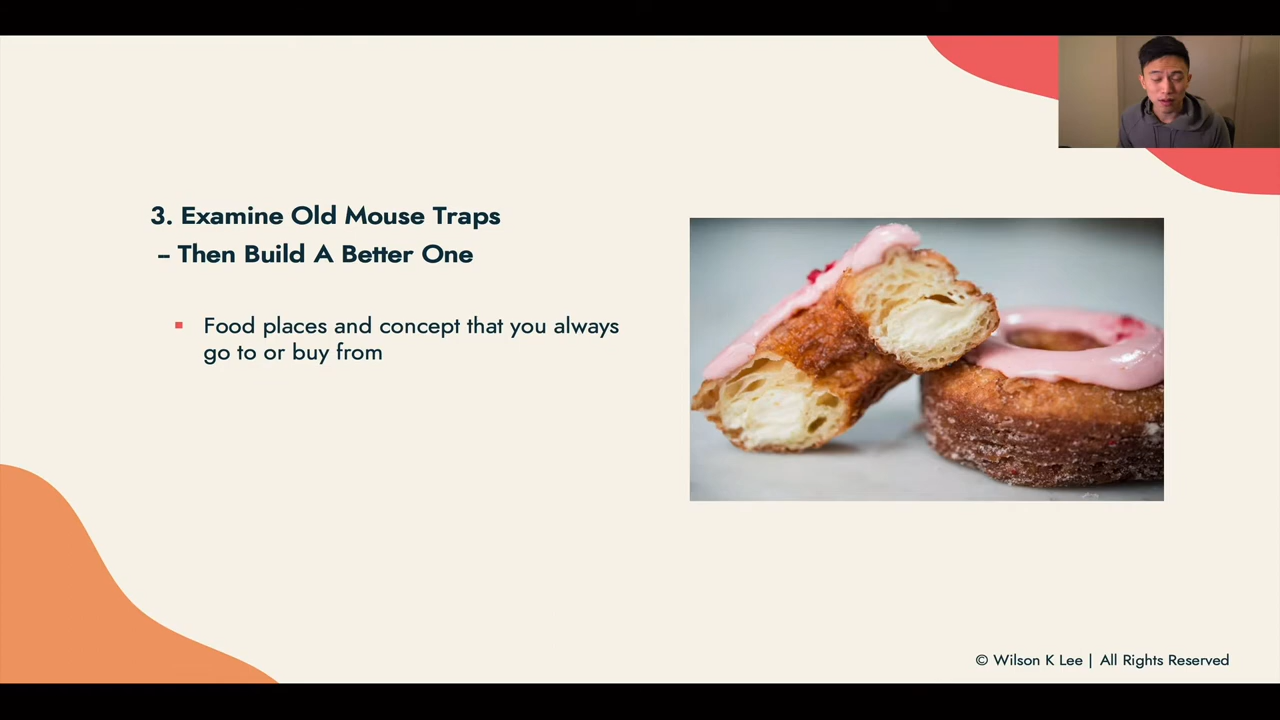 3. Examine Old Mouse Traps
– Then Build A Better One
Food places and concept that you always
go to or buy from
© Wilson K Lee | All Rights Reserved